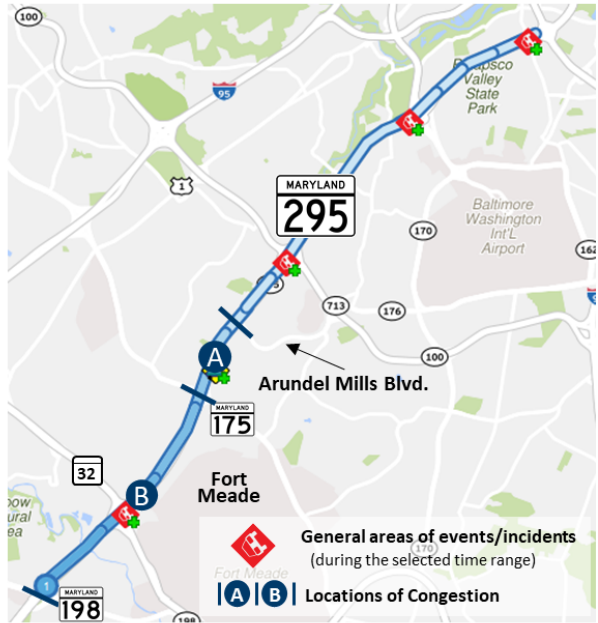 100
95
Patapsco
Valley
State
Park
1
MARYLAND
295
170
Baltimore
Washington
Int'L
Airport
162
713
176
100
A
Arundel Mills Blvd.
MARYLAND
175
32
B
Fort
Meade
General areas of events/incidents
(during the selected time range)
170
Fort Meade
A B Locations of Congestion
1
MARYLAND
198
198